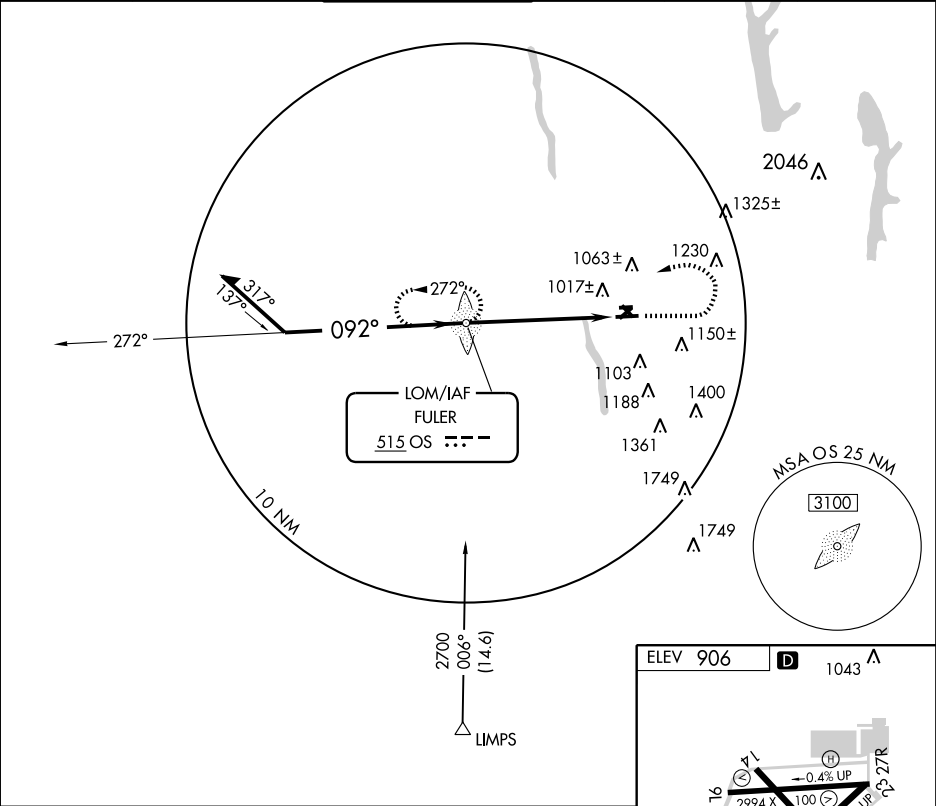 2046
1325±
1063±
1230
1017±
272°
317°
137°
092°
272°
1150±
1103
1188
1400
1361
LOM/IAF
FULER
515 OS
1749
MSA OS 25 NM
3100
10 NM
1749
2700
006°
(14.6)
LIMPS
ELEV 906
D
1043
14
H
V
0.4% UP
23 27R
2994 X 100
V
UP